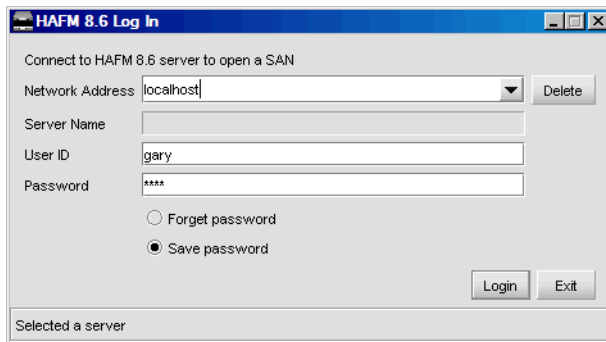 HAFM 8.6 Log In
Connect to HAFM 8.6 server to open a SAN
Network Address localhost Delete
Server Name
User ID gary
Password ****
Forget password
Save password
Login Exit
Selected a server